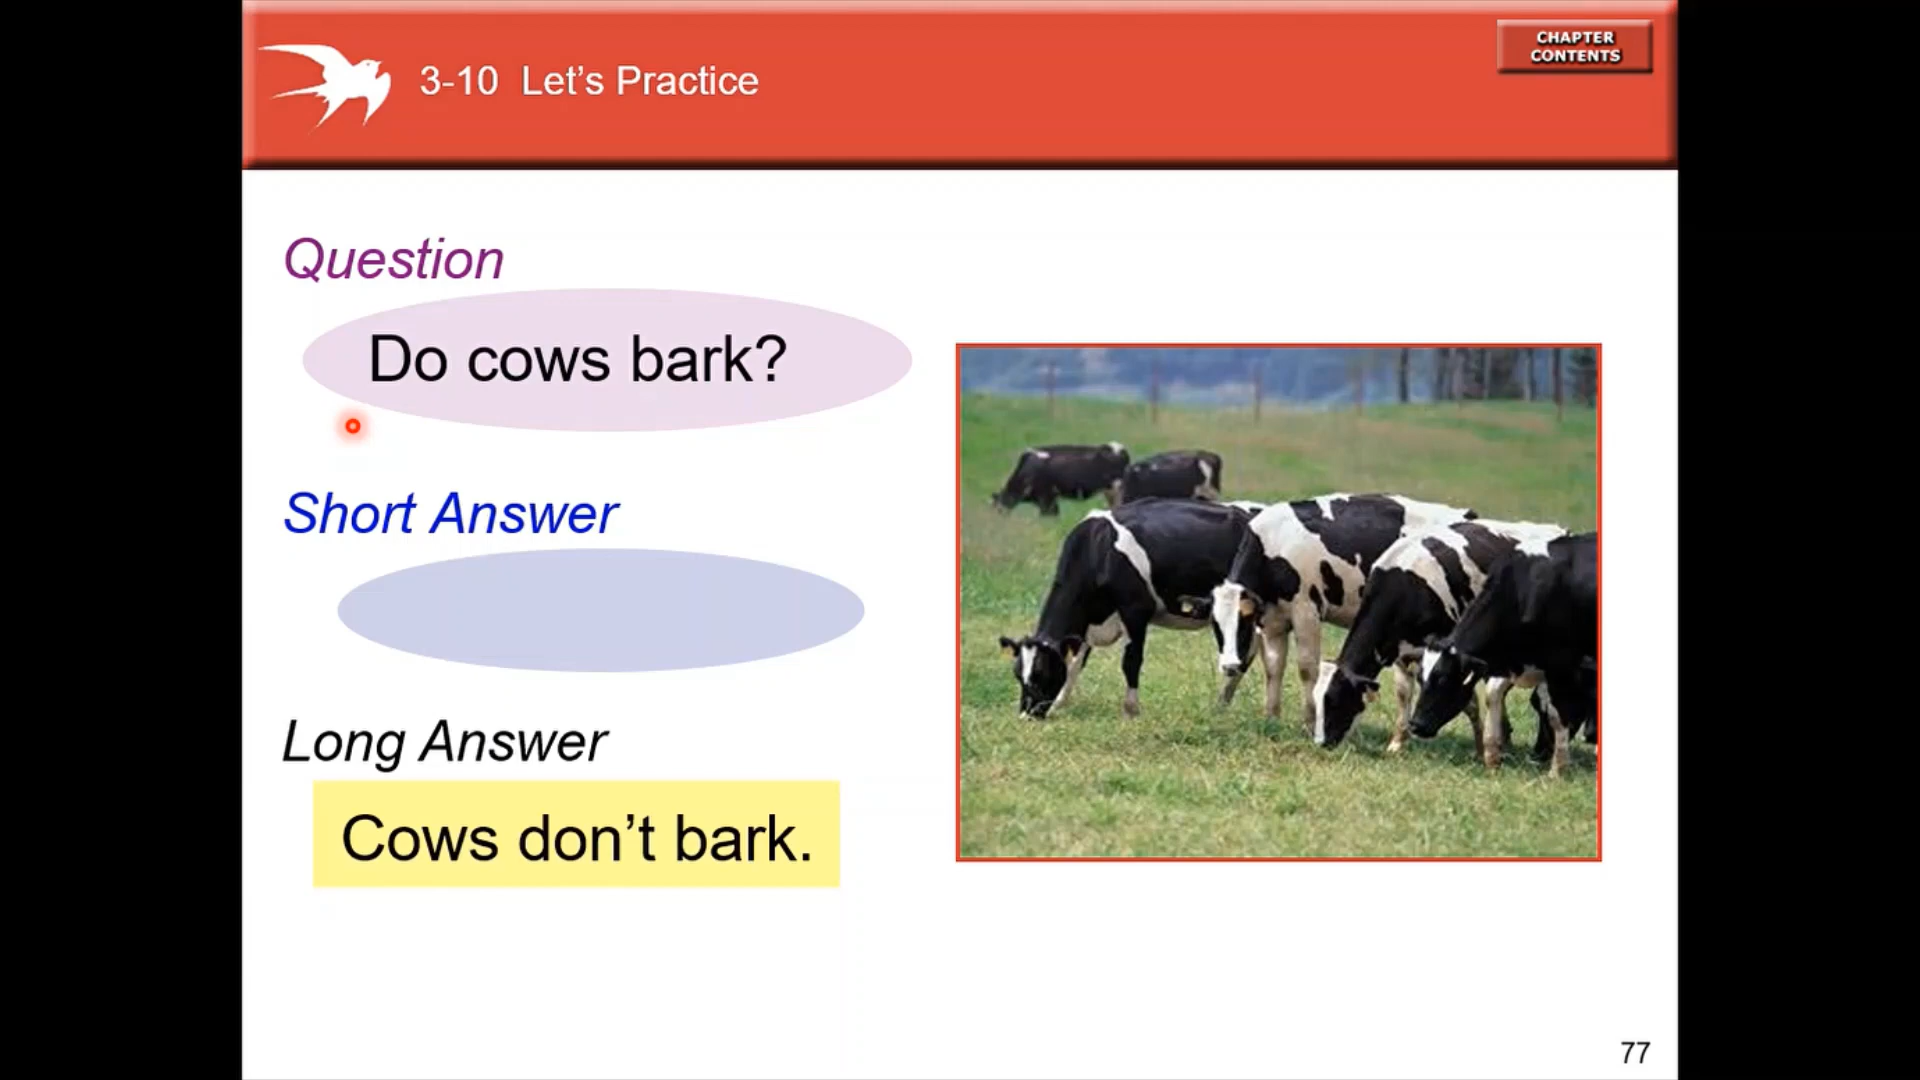 3-10 Let’s Practice
CHAPTER
CONTENTS
Question
Do cows bark?
Short Answer
Long Answer
Cows don’t bark.
77